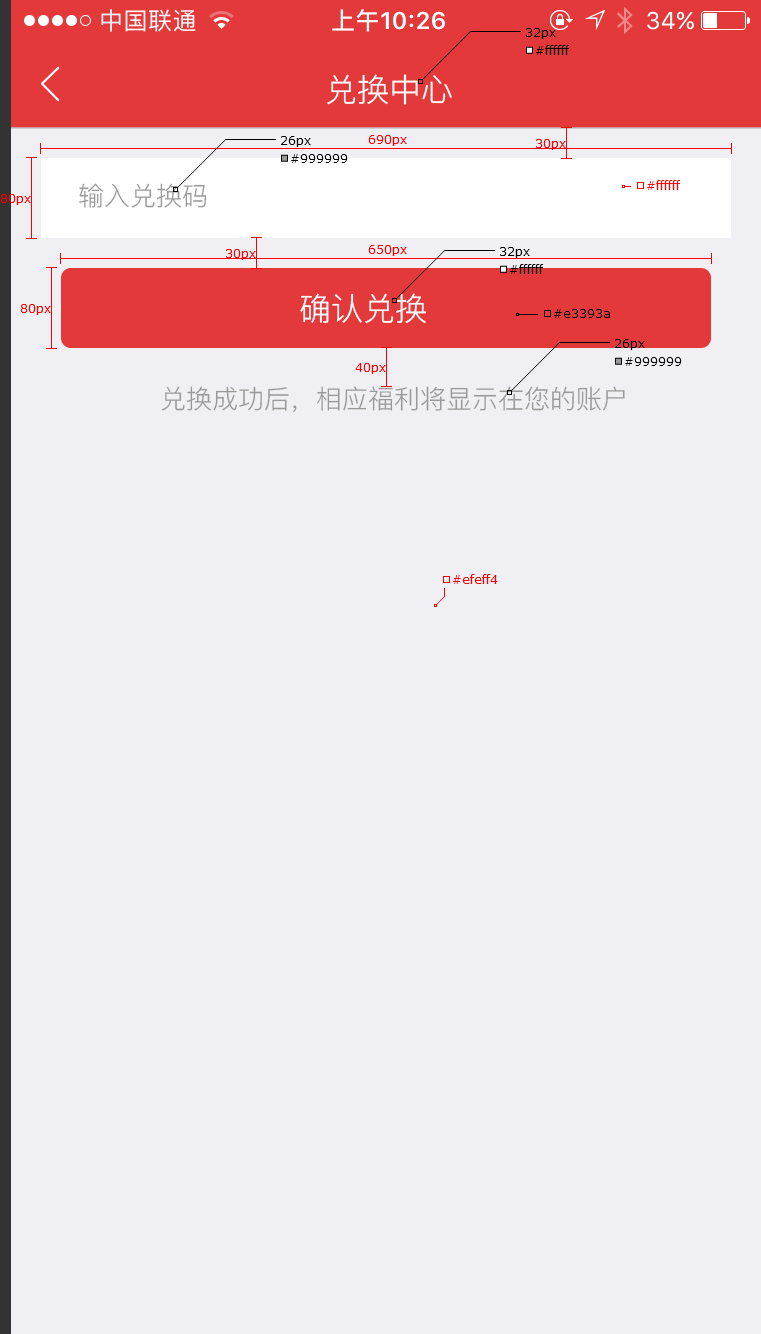 中国联通 上午10:26 34%
32px
#ffffff
兑换中心
690px
30px
26px
#999999
80px
输入兑换码
#ffffff
30px
650px
32px
#ffffff
80px
确认兑换
#e3393a
26px
#999999
40px
兑换成功后，相应福利将显示在您的账户
#efeff4